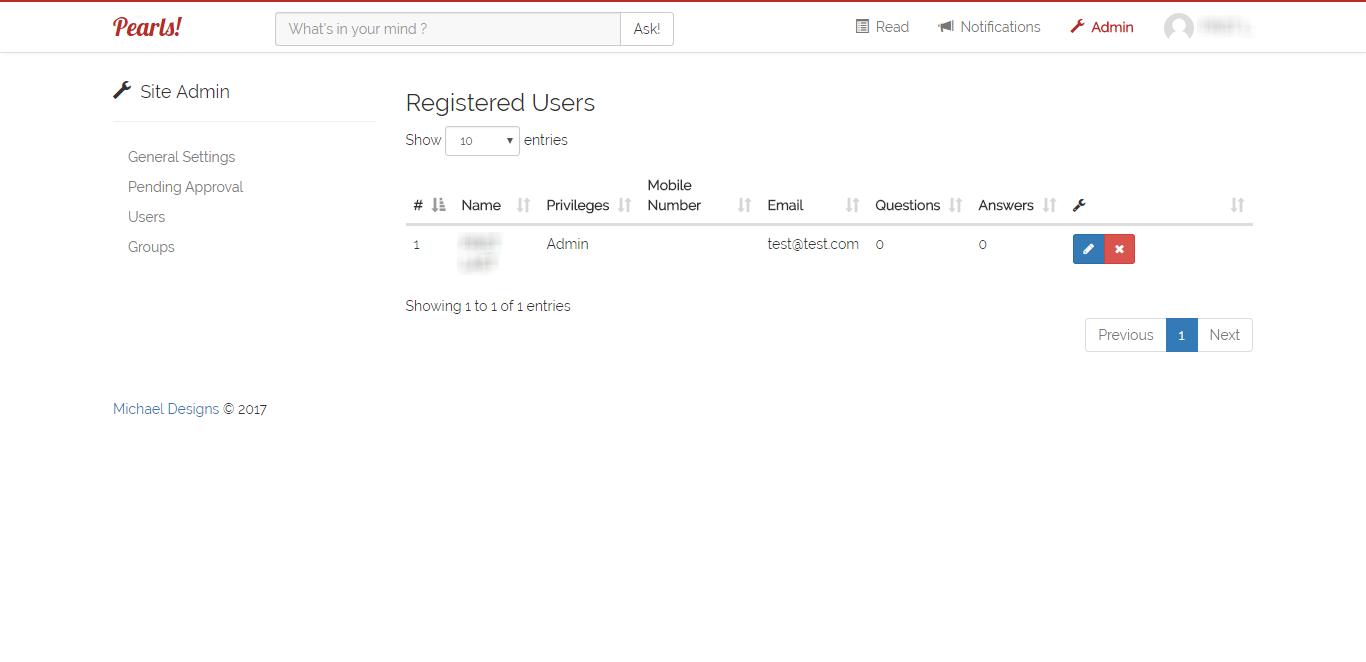 Pearls!
What's in your mind ?
Ask!
Read
Notifications
Admin
Site Admin
General Settings
Pending Approval
Users
Groups
Registered Users
Show 10 entries
# Name Privileges Mobile Number Email Questions Answers
1 Admin test@test.com 0 0
Showing 1 to 1 of 1 entries
Previous 1 Next
Michael Designs © 2017